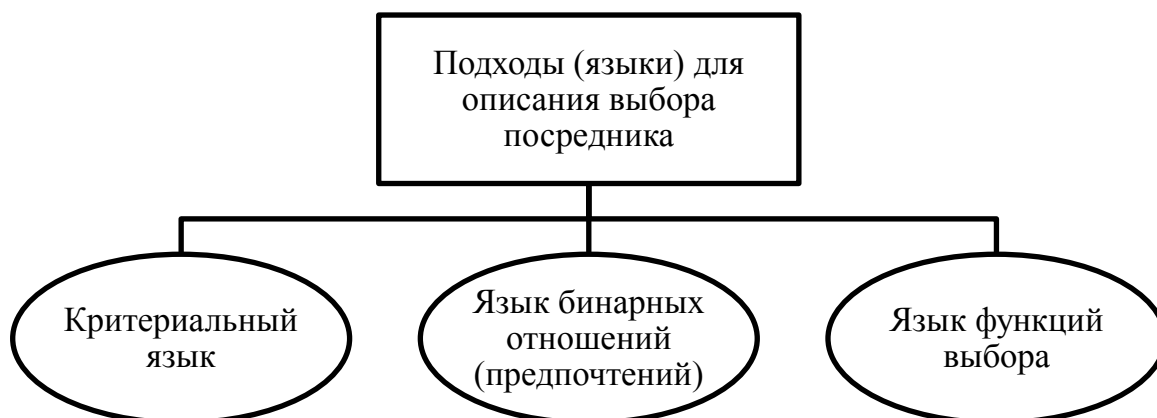 Подходы (языки) для
описания выбора
посредника
Критериальный
язык
Язык бинарных
отношений
(предпочтений)
Язык функций
выбора